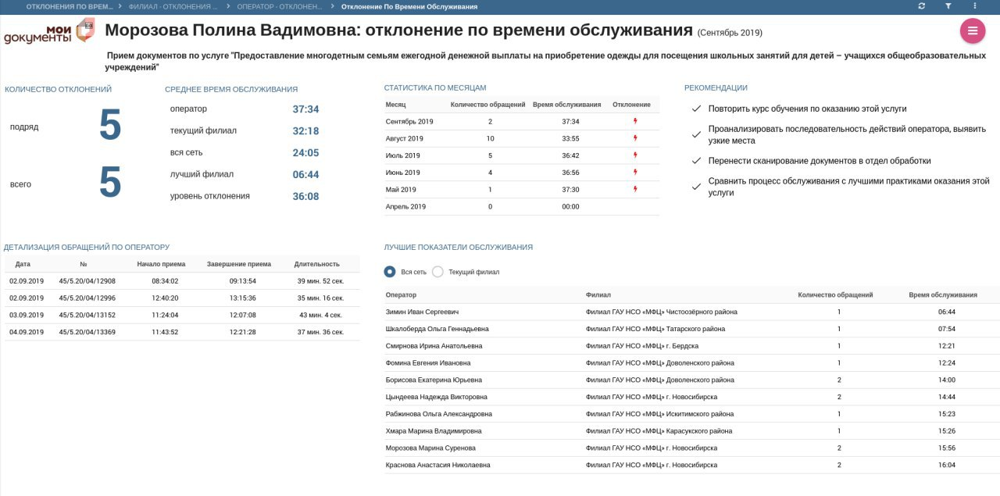 ОТКЛОНЕНИЯ ПО ВРЕМ... ФИЛИАЛ - ОТКЛОНЕНИЯ ... ОПЕРАТОР - ОТКЛОНЕН... Отклонение По Времени Обслуживания
мои
документы
Морозова Полина Вадимовна: отклонение по времени обслуживания (Сентябрь 2019)
Прием документов по услуге "Предоставление многодетным семьям ежегодной денежной выплаты на приобретение одежды для посещения школьных занятий для детей – учащихся общеобразовательных
учреждений"
КОЛИЧЕСТВО ОТКЛОНЕНИЙ
подряд 5
всего 5
СРЕДНЕЕ ВРЕМЯ ОБСЛУЖИВАНИЯ
оператор 37:34
текущий филиал 32:18
вся сеть 24:05
лучший филиал 06:44
уровень отклонения 36:08
СТАТИСТИКА ПО МЕСЯЦАМ
Месяц Количество обращений Время обслуживания Отклонение
Сентябрь 2019 2 37:34
Август 2019 10 33:55
Июль 2019 5 36:42
Июнь 2019 4 36:56
Май 2019 1 37:30
Апрель 2019 0 00:00
РЕКОМЕНДАЦИИ
Повторить курс обучения по оказанию этой услуги
Проанализировать последовательность действий оператора, выявить
узкие места
Перенести сканирование документов в отдел обработки
Сравнить процесс обслуживания с лучшими практиками оказания этой
услуги
ДЕТАЛИЗАЦИЯ ОБРАЩЕНИЙ ПО ОПЕРАТОРУ
Дата № Начало приема Завершение приема Длительность
02.09.2019 45/5.20/04/12908 08:34:02 09:13:54 39 мин. 52 сек.
02.09.2019 45/5.20/04/12996 12:40:20 13:15:36 35 мин. 16 сек.
03.09.2019 45/5.20/04/13152 11:24:04 12:07:08 43 мин. 4 сек.
04.09.2019 45/5.20/04/13369 11:43:52 12:21:28 37 мин. 36 сек.
ЛУЧШИЕ ПОКАЗАТЕЛИ ОБСЛУЖИВАНИЯ
Вся сеть Текущий филиал
Оператор Филиал Количество обращений Время обслуживания
Зимин Иван Сергеевич Филиал ГАУ НСО «МФЦ» Чистоозёрного района 1 06:44
Шкалоберда Ольга Геннадьевна Филиал ГАУ НСО «МФЦ» Татарского района 1 07:54
Смирнова Ирина Анатольевна Филиал ГАУ НСО «МФЦ» г. Бердска 1 12:21
Фомина Евгения Ивановна Филиал ГАУ НСО «МФЦ» Доволенского района 1 12:24
Борисова Екатерина Юрьевна Филиал ГАУ НСО «МФЦ» Доволенского района 2 14:00
Цындеева Надежда Викторовна Филиал ГАУ НСО «МФЦ» г. Новосибирска 2 14:44
Рабжинова Ольга Александровна Филиал ГАУ НСО «МФЦ» Искитимского района 1 15:23
Хмара Марина Владимировна Филиал ГАУ НСО «МФЦ» Карасукского района 1 15:26
Морозова Марина Суренова Филиал ГАУ НСО «МФЦ» г. Новосибирска 2 15:56
Краснова Анастасия Николаевна Филиал ГАУ НСО «МФЦ» г. Новосибирска 2 16:04